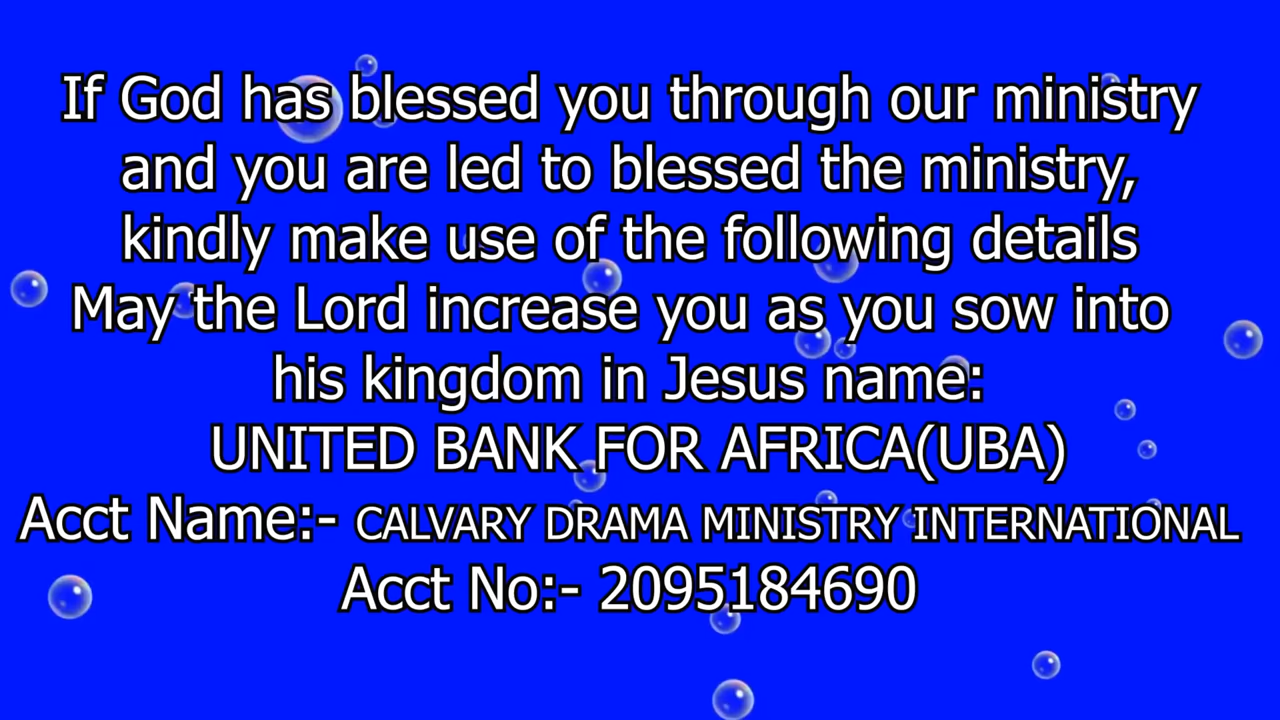 If God has blessed you through our ministry
and you are led to blessed the ministry,
kindly make use of the following details
May the Lord increase you as you sow into
his kingdom in Jesus name:
UNITED BANK FOR AFRICA(UBA)
Acct Name:- CALVARY DRAMA MINISTRY INTERNATIONAL
Acct No:- 2095184690